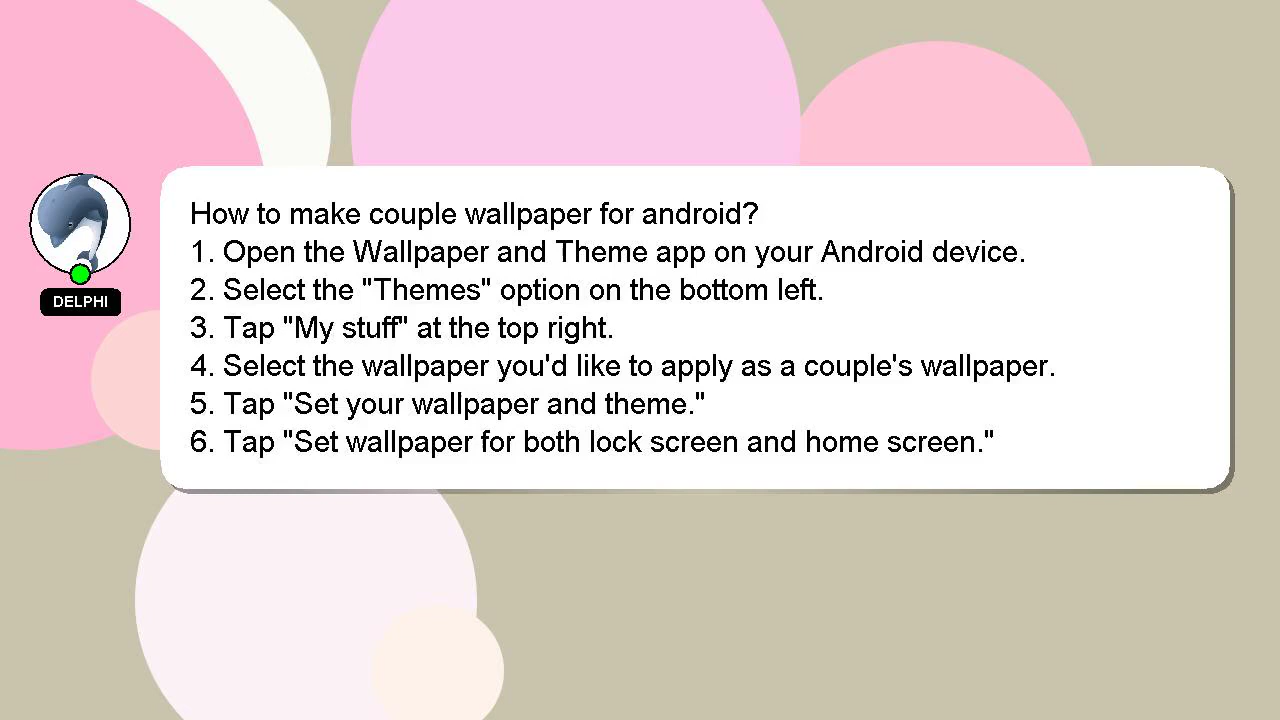 How to make couple wallpaper for android?
1. Open the Wallpaper and Theme app on your Android device.
2. Select the "Themes" option on the bottom left.
3. Tap "My stuff" at the top right.
4. Select the wallpaper you'd like to apply as a couple's wallpaper.
5. Tap "Set your wallpaper and theme."
6. Tap "Set wallpaper for both lock screen and home screen."
DELPHI